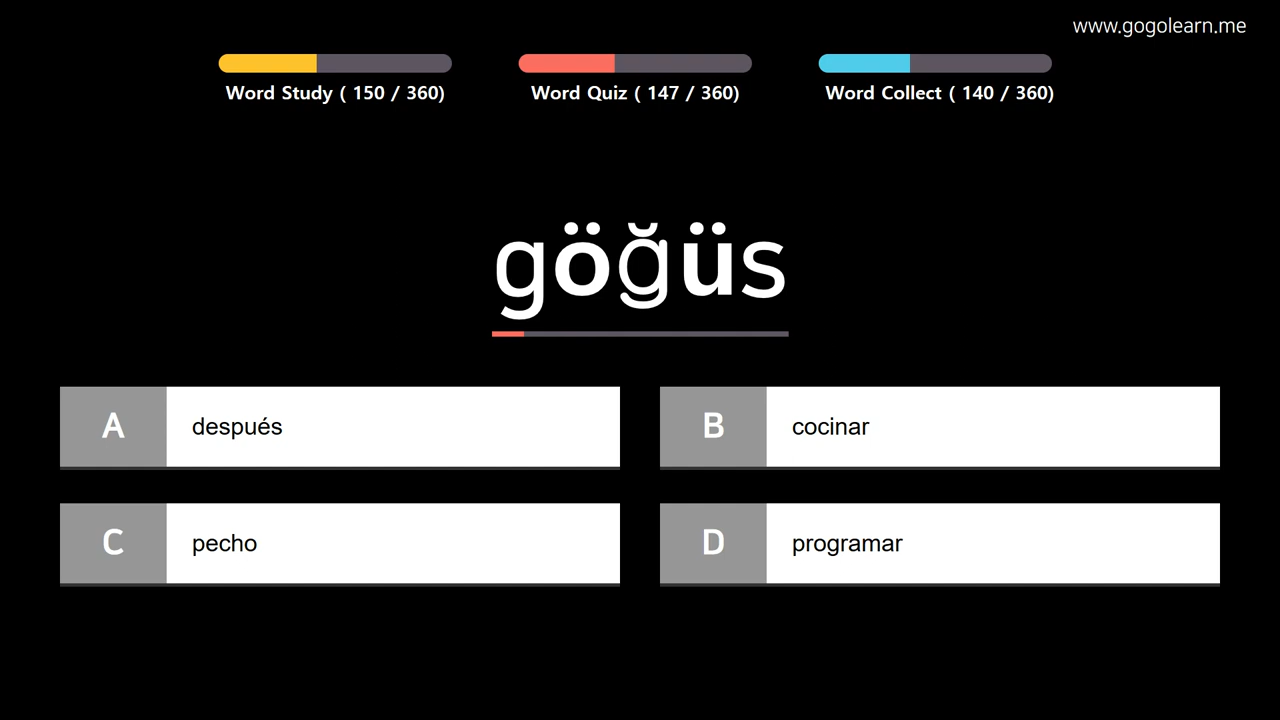 www.gogolearn.me
Word Study ( 150 / 360)
Word Quiz ( 147 / 360)
Word Collect ( 140 / 360)
göğüs
A
después
B
cocinar
C
pecho
D
programar